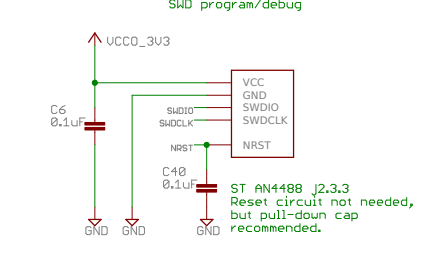 SWD program/debug
VCCO_3V3
C6
0.1uF
VCC
GND
SWDIO
SWDCLK
NRST
SWDIO
SWDCLK
NRST
C40
0.1uF
GND
GND
GND
ST AN4488 j2.3.3
Reset circuit not needed,
but pull-down cap
recommended.